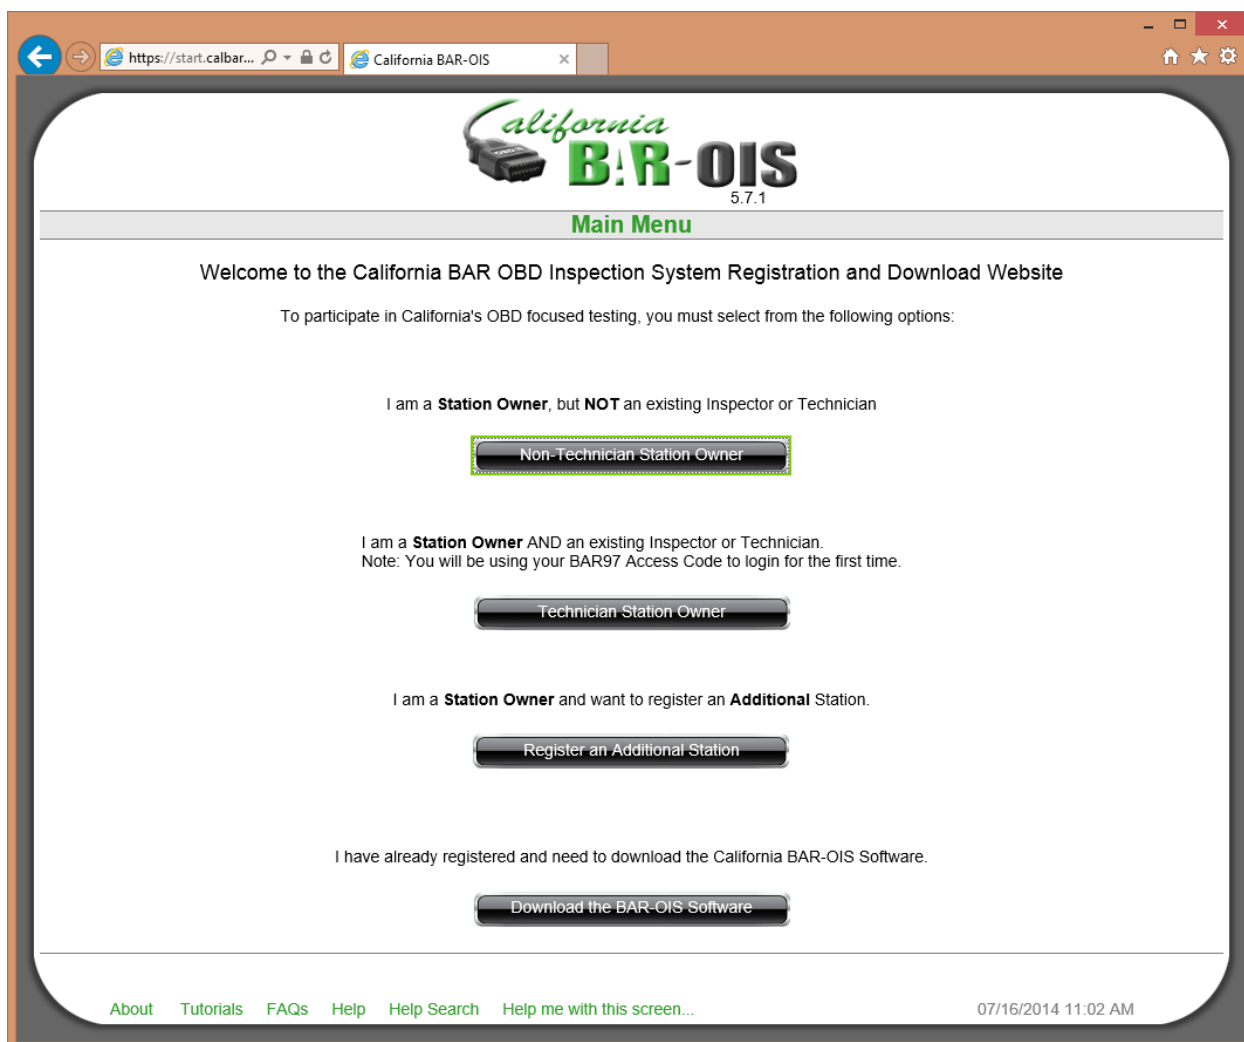 https://start.calbar...
California BAR-OIS
California
BAR-OIS
OBD II
5.7.1
Main Menu
Welcome to the California BAR OBD Inspection System Registration and Download Website
To participate in California's OBD focused testing, you must select from the following options:
I am a Station Owner, but NOT an existing Inspector or Technician
Non-Technician Station Owner
I am a Station Owner AND an existing Inspector or Technician.
Note: You will be using your BAR97 Access Code to login for the first time.
Technician Station Owner
I am a Station Owner and want to register an Additional Station.
Register an Additional Station
I have already registered and need to download the California BAR-OIS Software.
Download the BAR-OIS Software
About Tutorials FAQs Help Help Search Help me with this screen... 07/16/2014 11:02 AM